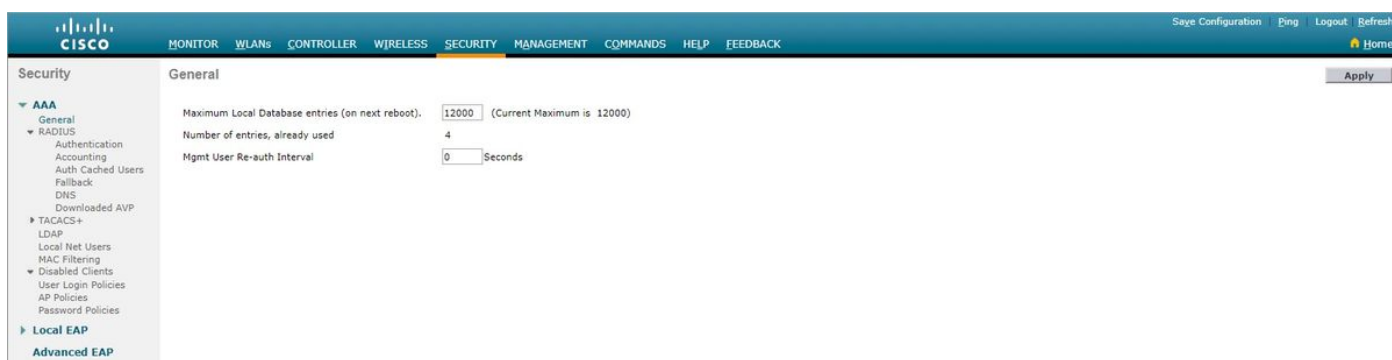 Save Configuration Ping Logout Refresh
CISCO MONITOR WLANs CONTROLLER WIRELESS SECURITY MANAGEMENT COMMANDS HELP FEEDBACK Home
Security
AAA
General
RADIUS
Authentication
Accounting
Auth Cached Users
Fallback
DNS
Downloaded AVP
TACACS+
LDAP
Local Net Users
MAC Filtering
Disabled Clients
User Login Policies
AP Policies
Password Policies
Local EAP
Advanced EAP
General
Apply
Maximum Local Database entries (on next reboot). 12000 (Current Maximum is 12000)
Number of entries, already used 4
Mgmt User Re-auth Interval 0 Seconds